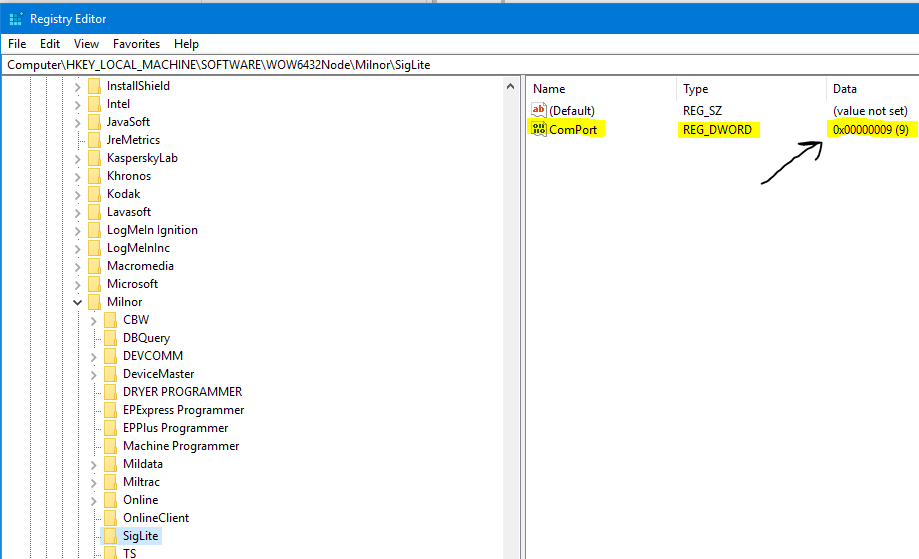 Registry Editor
File Edit View Favorites Help
Computer\HKEY_LOCAL_MACHINE\SOFTWARE\WOW6432Node\Milnor\SigLite
InstallShield
Intel
JavaSoft
JreMetrics
KasperskyLab
Khronos
Kodak
Lavasoft
LogMeIn Ignition
LogMeInInc
Macromedia
Microsoft
Milnor
CBW
DBQuery
DEVCOMM
DeviceMaster
DRYER PROGRAMMER
EPExpress Programmer
EPPlus Programmer
Machine Programmer
Mildata
Miltrac
Online
OnlineClient
SigLite
TS
Name Type Data
(Default) REG_SZ (value not set)
ComPort REG_DWORD 0x00000009 (9)